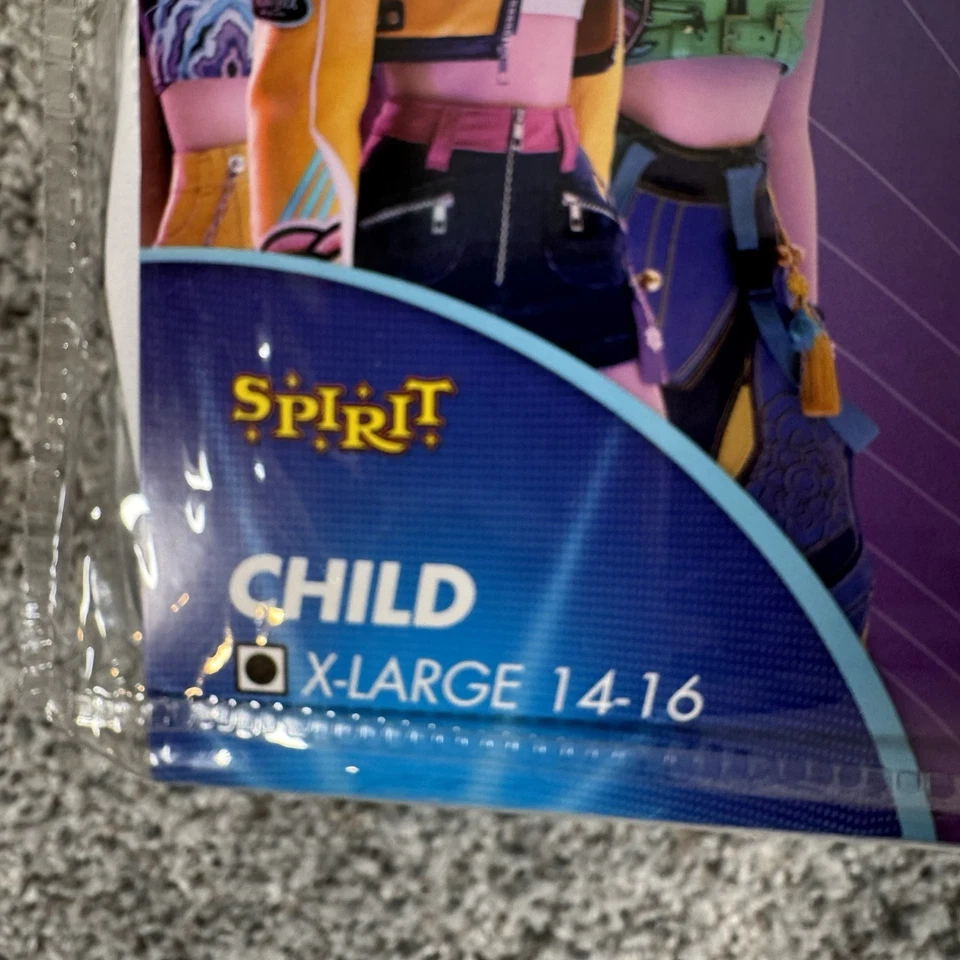 SPIRIT
CHILD
X-LARGE 14-16